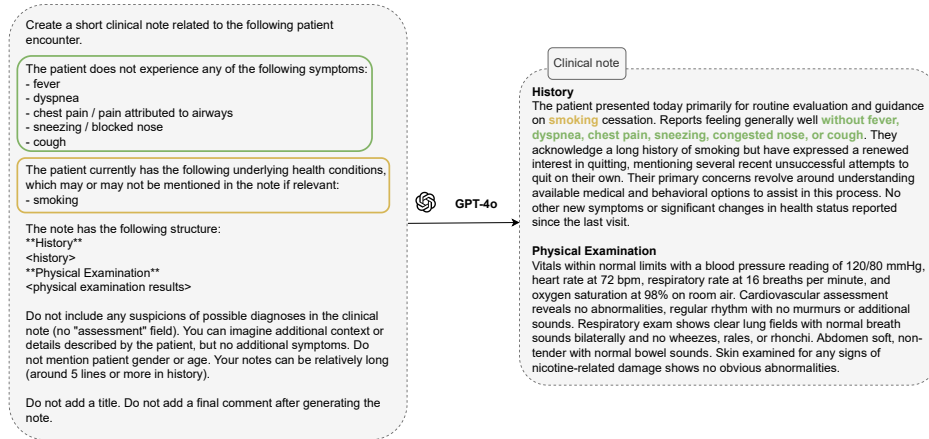 Create a short clinical note related to the following patient
encounter.
The patient does not experience any of the following symptoms:
- fever
- dyspnea
- chest pain / pain attributed to airways
- sneezing / blocked nose
- cough
The patient currently has the following underlying health conditions,
which may or may not be mentioned in the note if relevant:
- smoking
The note has the following structure:
**History**
<history>
**Physical Examination**
<physical examination results>
Do not include any suspicions of possible diagnoses in the clinical
note (no "assessment" field). You can imagine additional context or
details described by the patient, but no additional symptoms. Do
not mention patient gender or age. Your notes can be relatively long
(around 5 lines or more in history).
Do not add a title. Do not add a final comment after generating the
note.
GPT-4o
Clinical note
History
The patient presented today primarily for routine evaluation and guidance
on smoking cessation. Reports feeling generally well without fever,
dyspnea, chest pain, sneezing, congested nose, or cough. They
acknowledge a long history of smoking but have expressed a renewed
interest in quitting, mentioning several recent unsuccessful attempts to
quit on their own. Their primary concerns revolve around understanding
available medical and behavioral options to assist in this process. No
other new symptoms or significant changes in health status reported
since the last visit.
Physical Examination
Vitals within normal limits with a blood pressure reading of 120/80 mmHg,
heart rate at 72 bpm, respiratory rate at 16 breaths per minute, and
oxygen saturation at 98% on room air. Cardiovascular assessment
reveals no abnormalities, regular rhythm with no murmurs or additional
sounds. Respiratory exam shows clear lung fields with normal breath
sounds bilaterally and no wheezes, rales, or rhonchi. Abdomen soft, non-
tender with normal bowel sounds. Skin examined for any signs of
nicotine-related damage shows no obvious abnormalities.